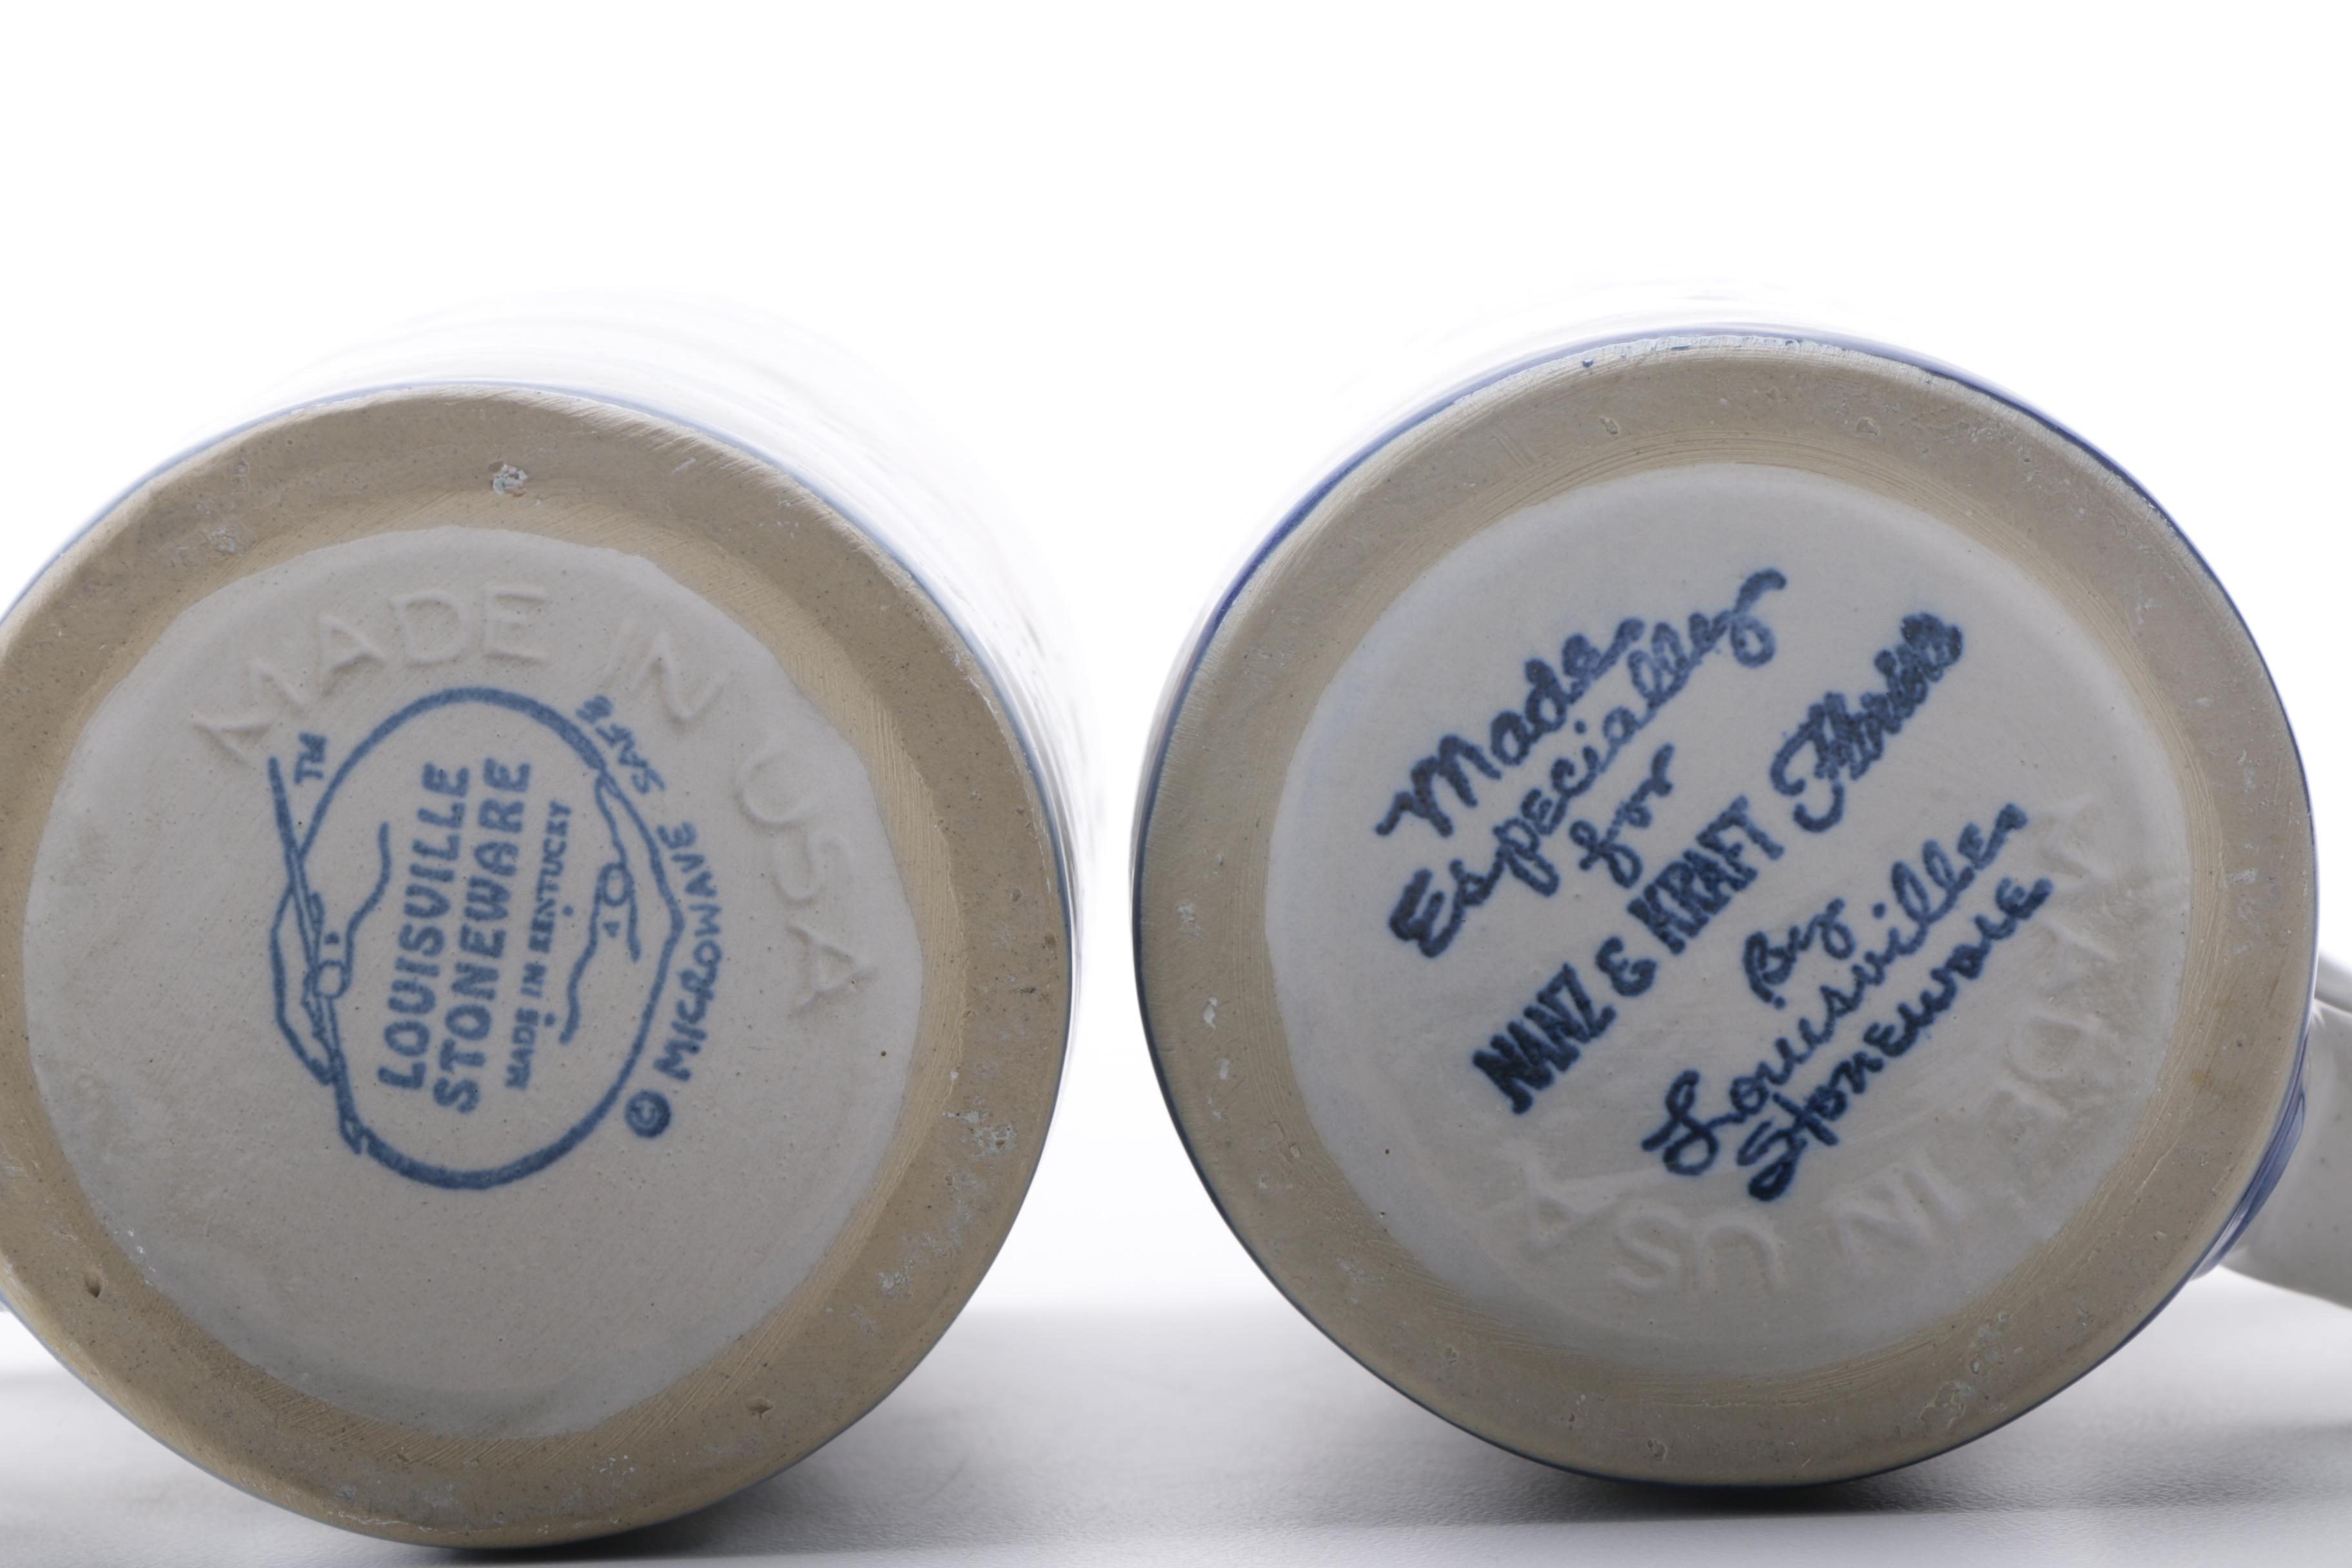 MADE IN USA
TM
LOUISVILLE
STONEWARE
MADE IN KENTUCKY
© MICROWAVE SAFE
Made
Especially
for
NANZ & KRAFT Florists
By
Louisville
Stoneware
MADE IN USA